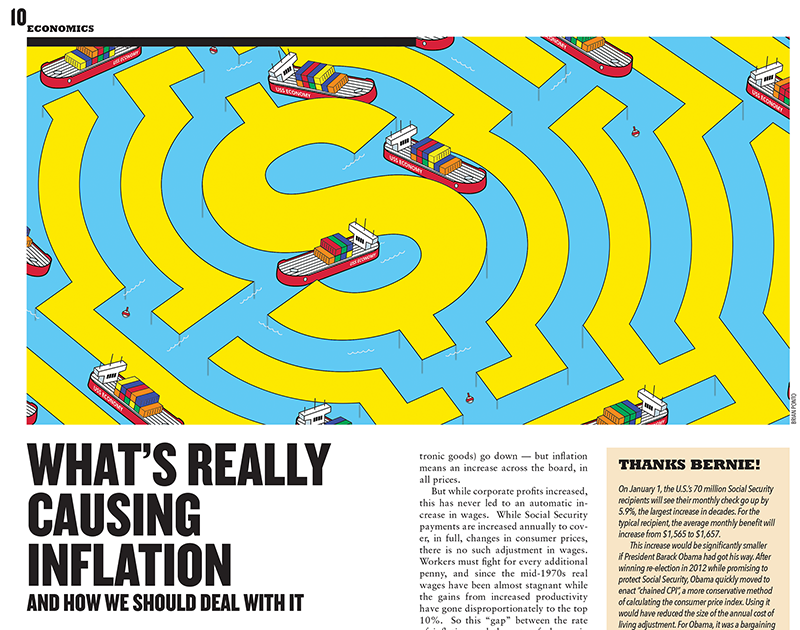 10
ECONOMICS
USS ECONOMY
USS ECONOMY
USS ECONOMY
USS ECONOMY
USS ECONOMY
USS ECONOMY
USS ECONOMY
BRIAN PONTO
WHAT'S REALLY
CAUSING
INFLATION
AND HOW WE SHOULD DEAL WITH IT
tronic goods) go down — but inflation
means an increase across the board, in
all prices.
But while corporate profits increased,
this has never led to an automatic in-
crease in wages. While Social Security
payments are increased annually to cov-
er, in full, changes in consumer prices,
there is no such adjustment in wages.
Workers must fight for every additional
penny, and since the mid-1970s real
wages have been almost stagnant while
the gains from increased productivity
have gone disproportionately to the top
10%. So this "gap" between the rate
THANKS BERNIE!
On January 1, the U.S.'s 70 million Social Security
recipients will see their monthly check go up by
5.9%, the largest increase in decades. For the
typical recipient, the average monthly benefit will
increase from $1,565 to $1,657.
This increase would be significantly smaller
if President Barack Obama had got his way. After
winning re-election in 2012 while promising to
protect Social Security, Obama quickly moved to
enact "chained CPI", a more conservative method
of calculating the consumer price index. Using it
would have reduced the size of the annual cost of
living adjustment. For Obama, it was a bargaining